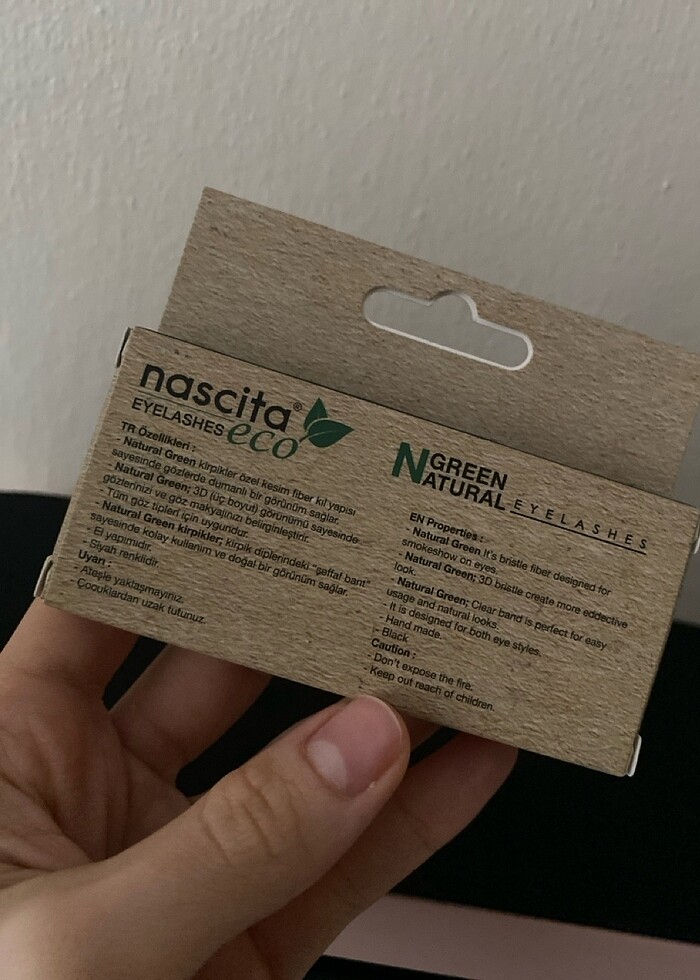 nascita®
EYELASHES eco
TR Özellikleri :
- Natural Green kirpikler özel kesim fiber kıl yapısı
sayesinde gözlerde dumanlı bir görünüm sağlar.
- Natural Green; 3D (üç boyut) görünümü sayesinde
gözlerinizi ve göz makyajınızı belirginleştirir.
- Tüm göz tipleri için uygundur.
- Natural Green kirpikler; kirpik diplerindeki “şeffaf bant”
sayesinde kolay kullanım ve doğal bir görünüm sağlar.
- El yapımıdır.
- Siyah renklidir.
Uyarı :
- Ateşle yaklaşmayınız.
- Çocuklardan uzak tutunuz.
GREEN
NATURAL EYELASHES
EN Properties :
- Natural Green It's bristle fiber designed for
smokeshow on eyes.
- Natural Green; 3D bristle create more eddective
look.
- Natural Green; Clear band is perfect for easy
usage and natural looks.
- It is designed for both eye styles.
- Hand made.
- Black
Caution :
- Don't expose the fire.
- Keep out reach of children.